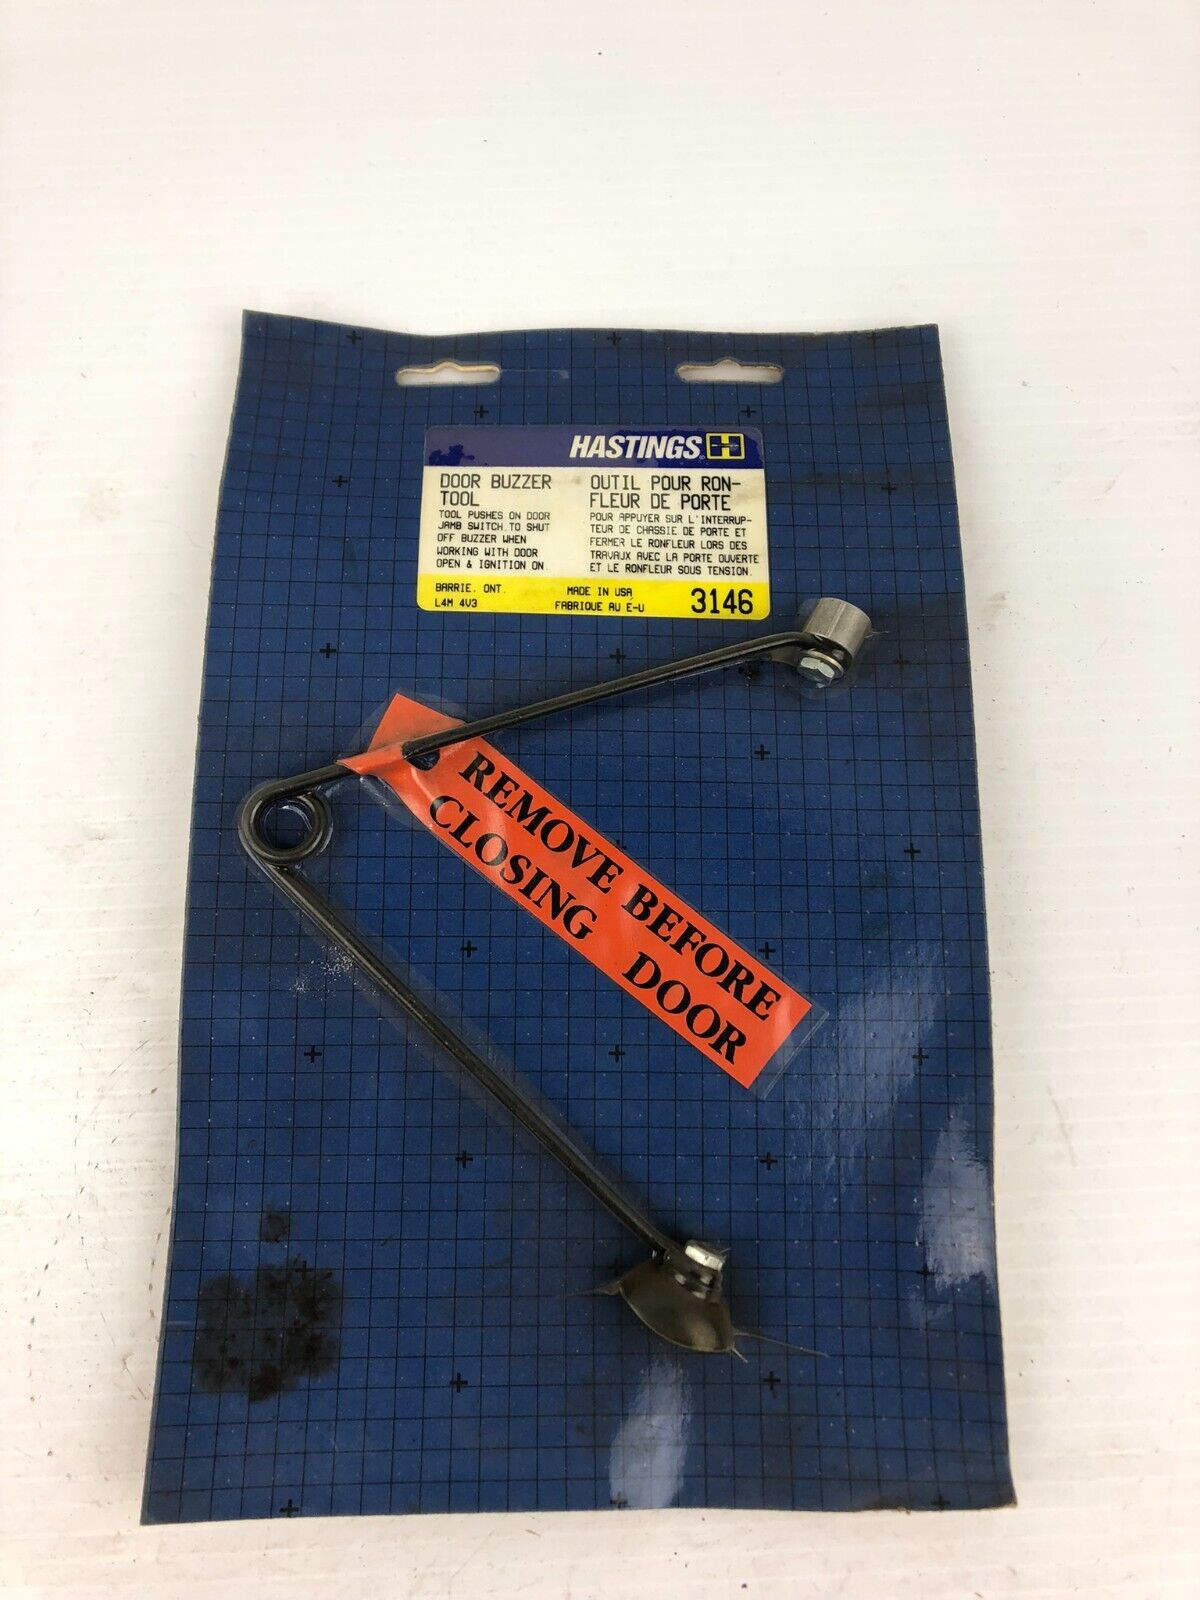 HASTINGS H
DOOR BUZZER
TOOL
TOOL PUSHES ON DOOR
JAMB SWITCH TO SHUT
OFF BUZZER WHEN
WORKING WITH DOOR
OPEN & IGNITION ON.
OUTIL POUR RON-
FLEUR DE PORTE
POUR APPUYER SUR L'INTERRUP-
TEUR DE CHASSIE DE PORTE ET
FERMER LE RONFLEUR LORS DES
TRAVAUX AVEC LA PORTE OUVERTE
ET LE RONFLEUR SOUS TENSION.
BARRIE, ONT.
L4M 4V3
MADE IN USA
FABRIQUE AU E-U
3146
REMOVE BEFORE
CLOSING DOOR